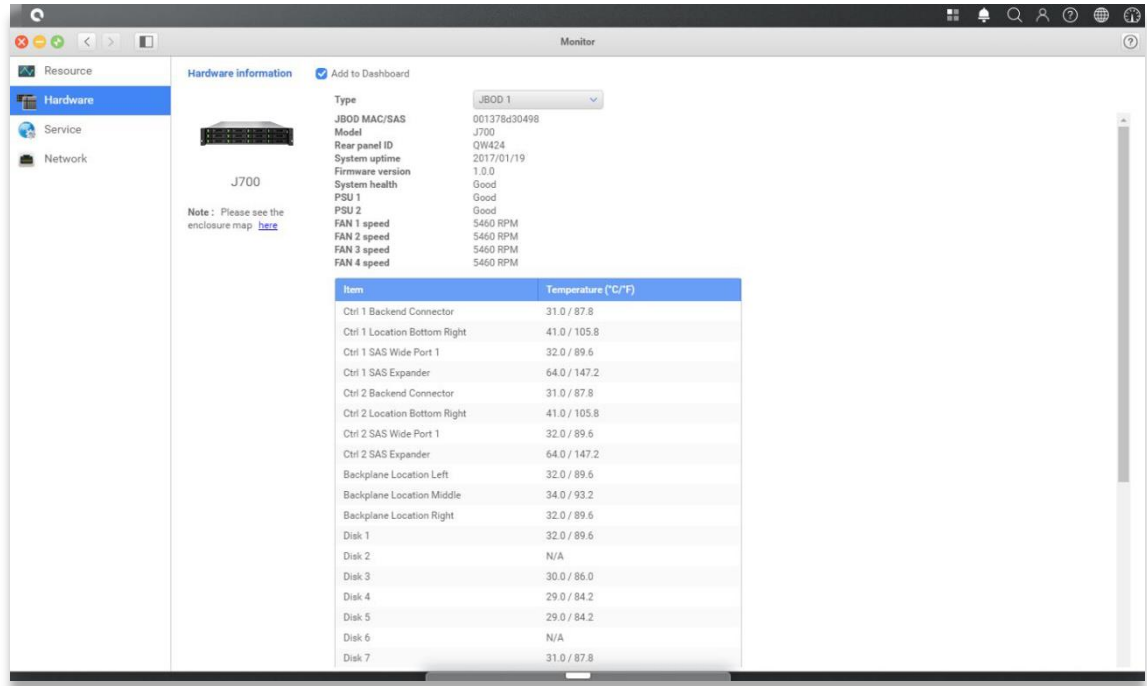 Monitor
Resource
Hardware
Service
Network
Hardware information
Add to Dashboard
J700
Note : Please see the
enclosure map here
Type JBOD 1
JBOD MAC/SAS 001378d30498
Model J700
Rear panel ID QW424
System uptime 2017/01/19
Firmware version 1.0.0
System health Good
PSU 1 Good
PSU 2 Good
FAN 1 speed 5460 RPM
FAN 2 speed 5460 RPM
FAN 3 speed 5460 RPM
FAN 4 speed 5460 RPM
Item Temperature (°C/°F)
Ctrl 1 Backend Connector 31.0 / 87.8
Ctrl 1 Location Bottom Right 41.0 / 105.8
Ctrl 1 SAS Wide Port 1 32.0 / 89.6
Ctrl 1 SAS Expander 64.0 / 147.2
Ctrl 2 Backend Connector 31.0 / 87.8
Ctrl 2 Location Bottom Right 41.0 / 105.8
Ctrl 2 SAS Wide Port 1 32.0 / 89.6
Ctrl 2 SAS Expander 64.0 / 147.2
Backplane Location Left 32.0 / 89.6
Backplane Location Middle 34.0 / 93.2
Backplane Location Right 32.0 / 89.6
Disk 1 32.0 / 89.6
Disk 2 N/A
Disk 3 30.0 / 86.0
Disk 4 29.0 / 84.2
Disk 5 29.0 / 84.2
Disk 6 N/A
Disk 7 31.0 / 87.8